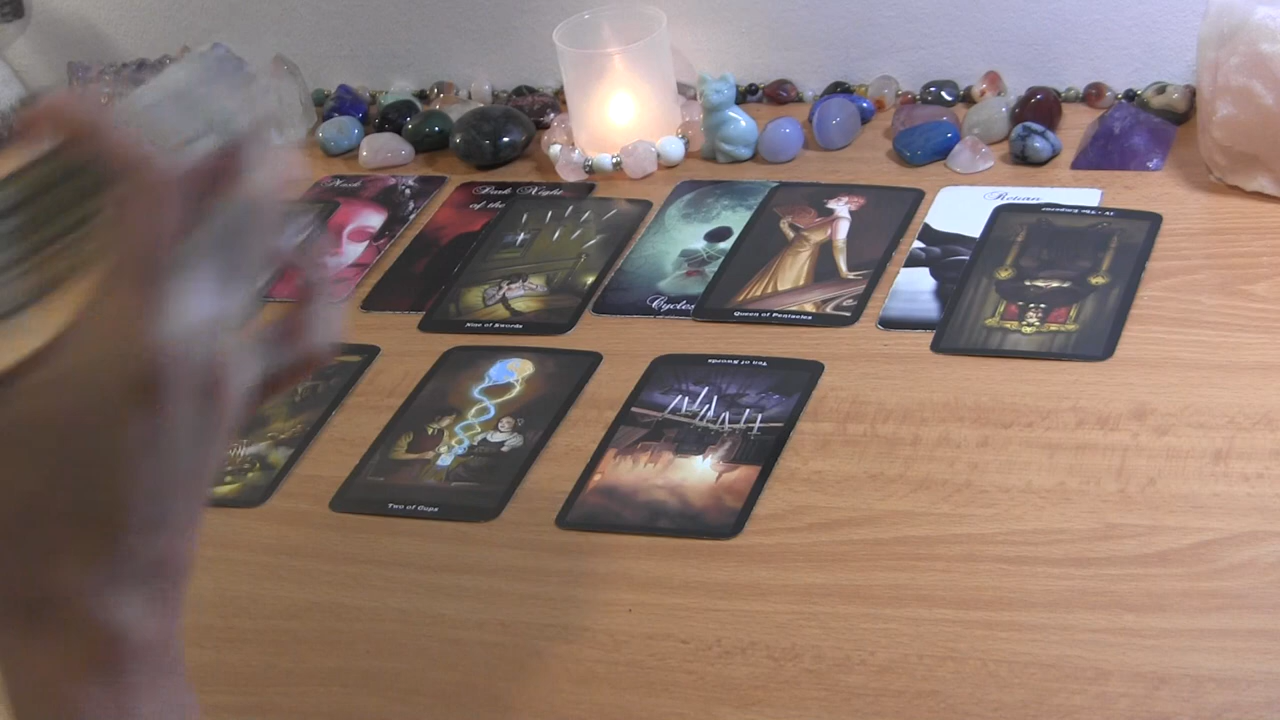 Mask
Dark Night
of the
Nine of Swords
Cycles
Queen of Pentacles
Return
IV • The Emperor
Two of Cups
Ten of Swords